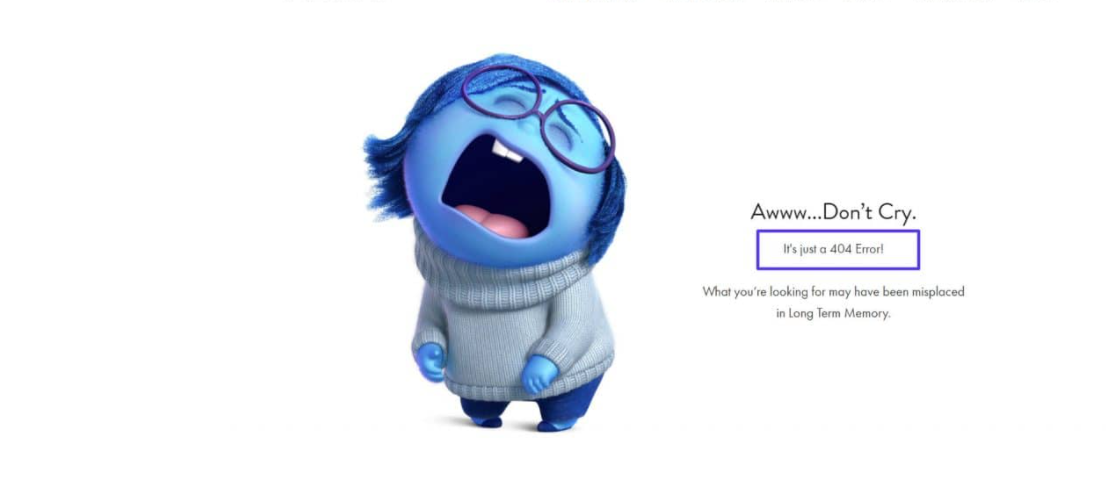 Awww...Don't Cry.
It's just a 404 Error!
What you're looking for may have been misplaced
in Long Term Memory.